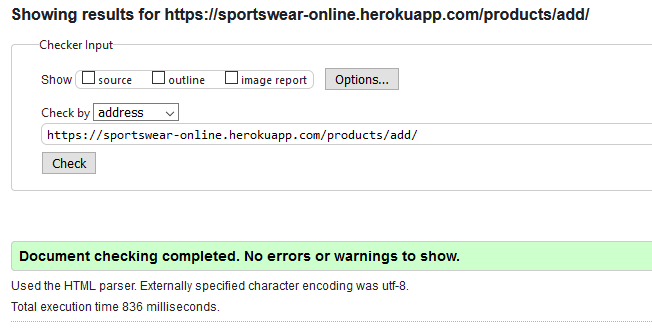 Showing results for https://sportswear-online.herokuapp.com/products/add/
Checker Input
Show source outline image report Options...
Check by address
https://sportswear-online.herokuapp.com/products/add/
Check
Document checking completed. No errors or warnings to show.
Used the HTML parser. Externally specified character encoding was utf-8.
Total execution time 836 milliseconds.